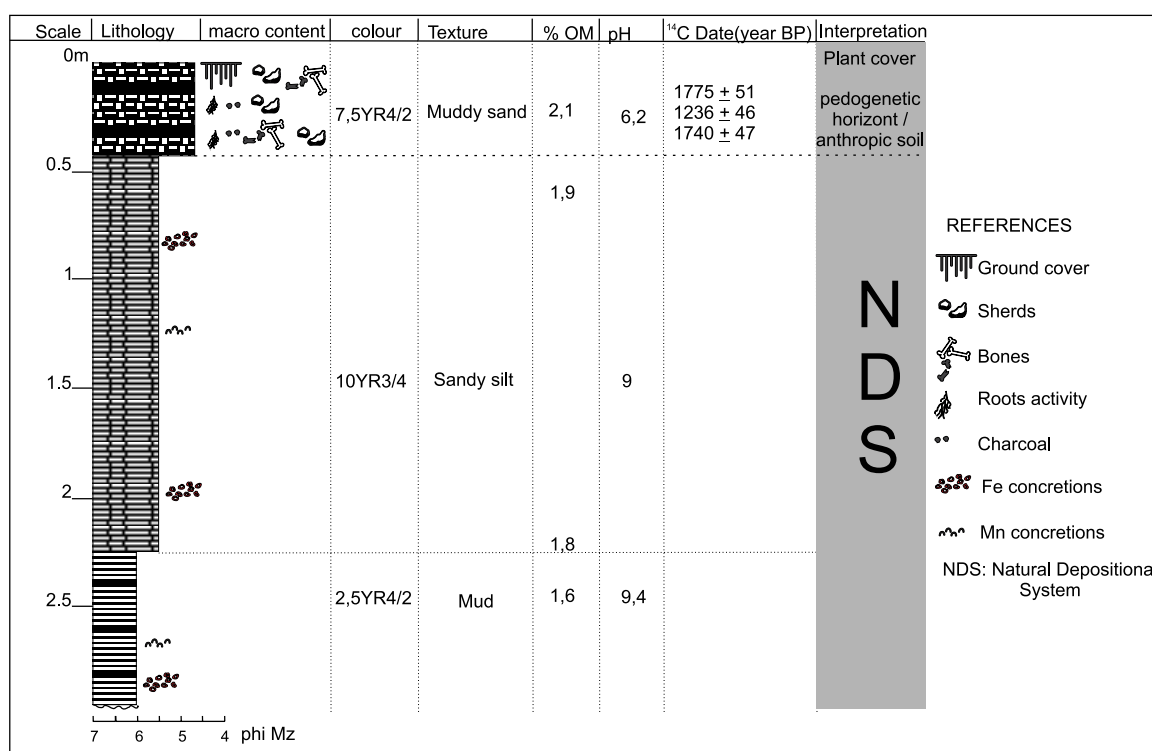 Scale Lithology macro content colour Texture % OM pH ¹⁴C Date(year BP) Interpretation
0m
Plant cover
7,5YR4/2 Muddy sand 2,1 6,2
1775 ± 51
1236 ± 46
1740 ± 47
pedogenetic
horizont /
anthropic soil
0.5
1,9
1
1.5
10YR3/4 Sandy silt 9
2
1,8
2.5
2,5YR4/2 Mud 1,6 9,4
N
D
S
7 6 5 4 phi Mz
REFERENCES
Ground cover
Sherds
Bones
Roots activity
Charcoal
Fe concretions
Mn concretions
NDS: Natural Depositiona
System